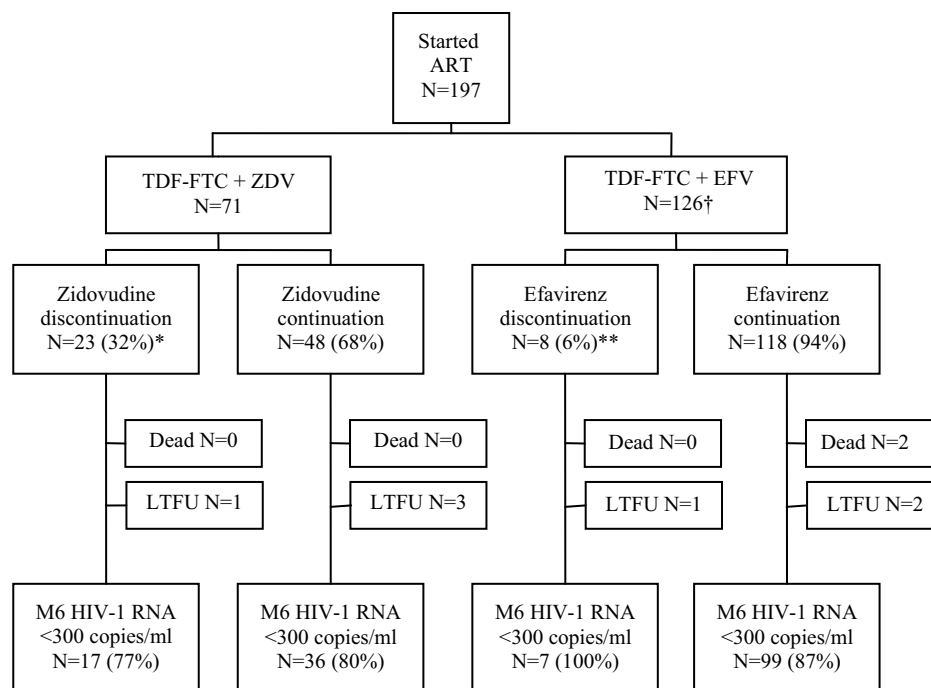 Started
ART
N=197
TDF-FTC + ZDV
N=71
TDF-FTC + EFV
N=126†
Zidovudine
discontinuation
N=23 (32%)*
Zidovudine
continuation
N=48 (68%)
Efavirenz
discontinuation
N=8 (6%)**
Efavirenz
continuation
N=118 (94%)
Dead N=0
Dead N=0
Dead N=0
Dead N=2
LTFU N=1
LTFU N=3
LTFU N=1
LTFU N=2
M6 HIV-1 RNA
<300 copies/ml
N=17 (77%)
M6 HIV-1 RNA
<300 copies/ml
N=36 (80%)
M6 HIV-1 RNA
<300 copies/ml
N=7 (100%)
M6 HIV-1 RNA
<300 copies/ml
N=99 (87%)